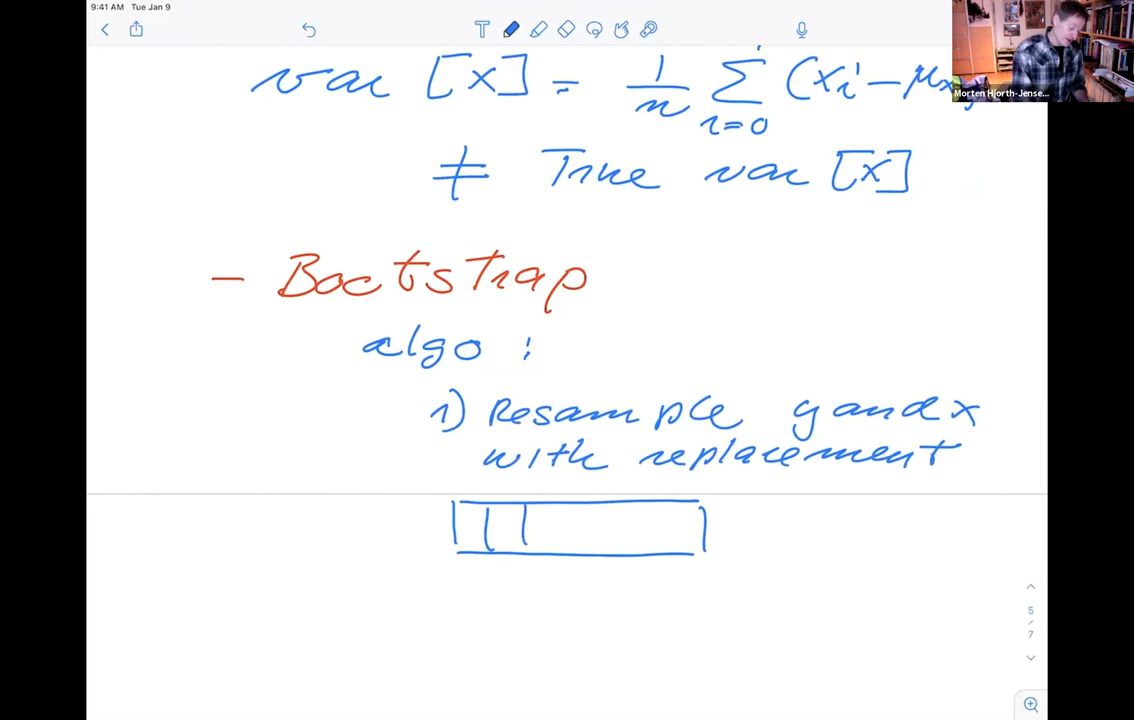 9:41 AM Tue Jan 9
T
var [x] = 1/n ∑ i=0 (xi - μx
≠ True var [x]
Morten Hjorth-Jense...
- Bootstrap
algo :
1) Resample y and x
with replacement
5
/
7